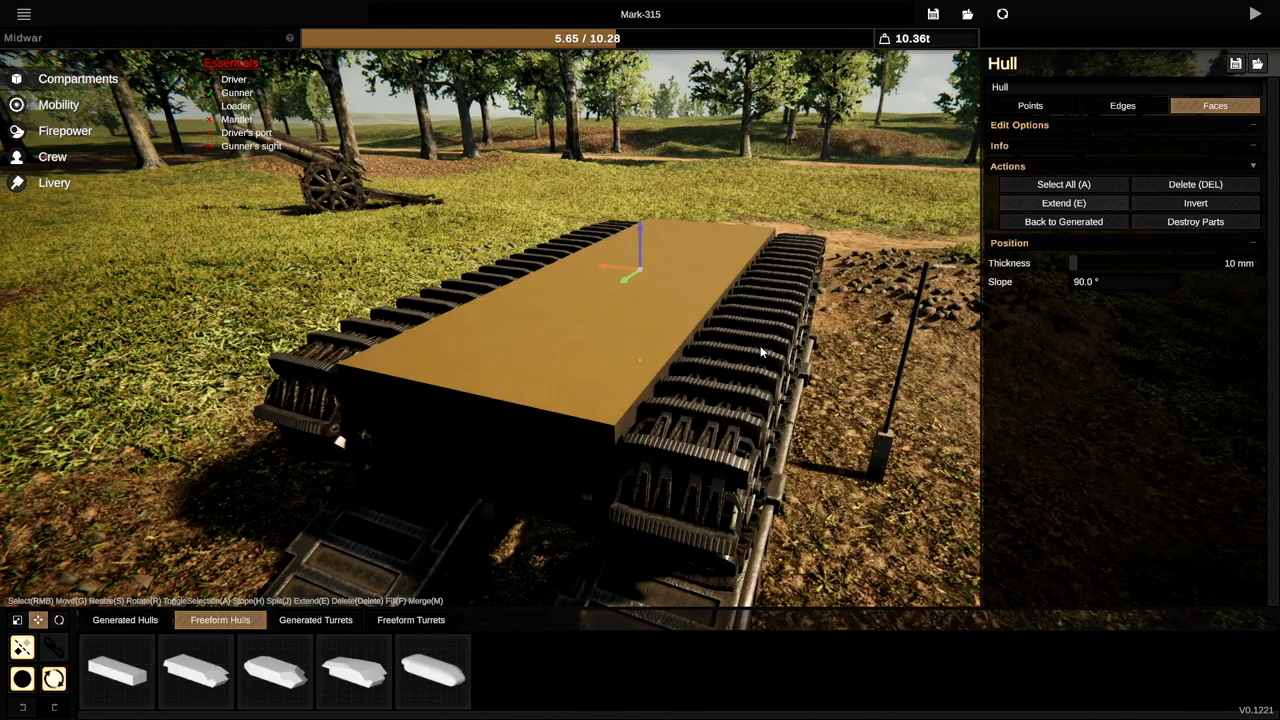 Mark-315
Midwar
5.65 / 10.28
10.36t
Compartments
Mobility
Firepower
Crew
Livery
Essentials
Driver
Gunner
Loader
Mantlet
Driver's port
Gunner's sight
Hull
Hull
Points Edges Faces
Edit Options
Info
Actions
Select All (A) Delete (DEL)
Extend (E) Invert
Back to Generated Destroy Parts
Position
Thickness 10 mm
Slope 90.0 °
Select(RMB) Move(G) Resize(S) Rotate(R) ToggleSelection(A) Slope(H) Split(J) Extend(E) Delete(Delete) Fill(F) Merge(M)
Generated Hulls Freeform Hulls Generated Turrets Freeform Turrets
V0.1221